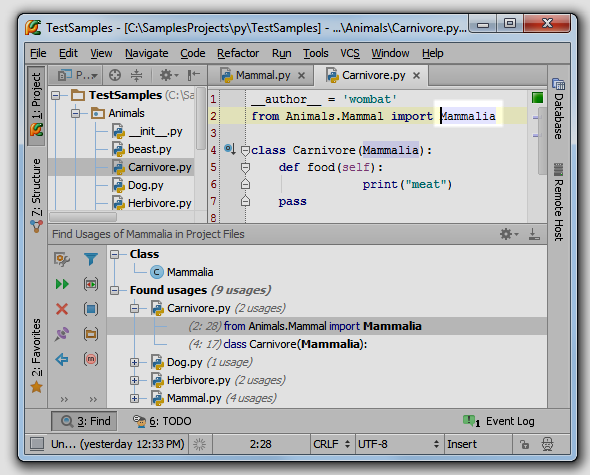 TestSamples - [C:\SamplesProjects\py\TestSamples] - ...\Animals\Carnivore.py...
File Edit View Navigate Code Refactor Run Tools VCS Window Help
1: Project
Z: Structure
2: Favorites
P...
TestSamples (C:\Sa
Animals
__init__.py
beast.py
Carnivore.py
Dog.py
Herbivore.py
Mammal.py
Carnivore.py
1 __author__ = 'wombat'
2 from Animals.Mammal import Mammalia
3
4 class Carnivore(Mammalia):
5 def food(self):
6 print("meat")
7 pass
8
Database
Remote Host
Find Usages of Mammalia in Project Files
Class
C Mammalia
Found usages (9 usages)
Carnivore.py (2 usages)
(2: 28) from Animals.Mammal import Mammalia
(4: 17) class Carnivore(Mammalia):
Dog.py (1 usage)
Herbivore.py (2 usages)
Mammal.py (4 usages)
3: Find
6: TODO
1 Event Log
Un... (yesterday 12:33 PM) 2:28 CRLF UTF-8 Insert